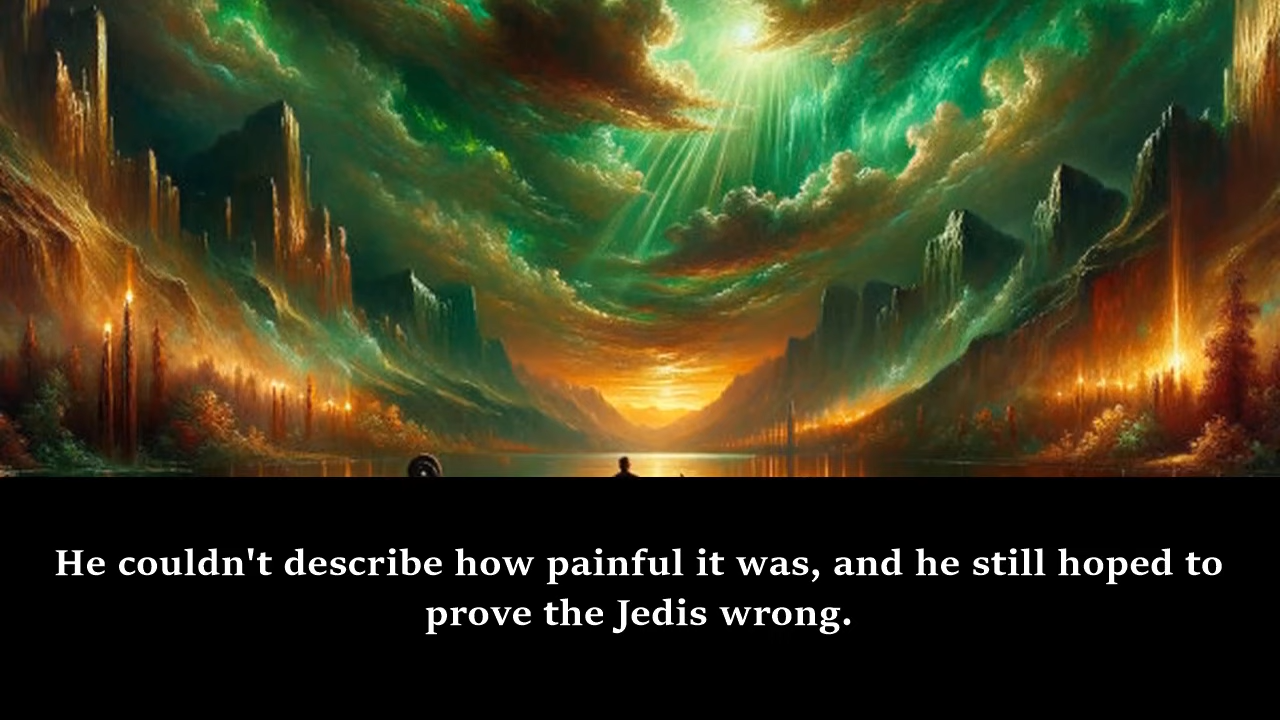 He couldn't describe how painful it was, and he still hoped to
prove the Jedis wrong.